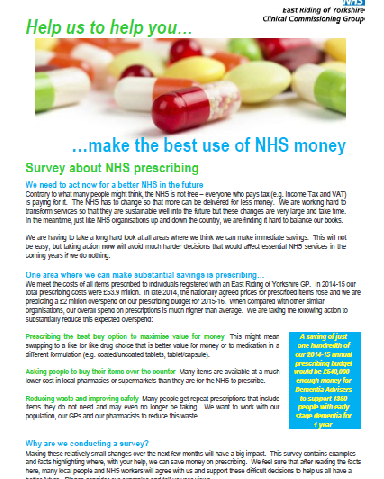 NHS
East Riding of Yorkshire
Clinical Commissioning Group
Help us to help you...
...make the best use of NHS money
Survey about NHS prescribing
We need to act now for a better NHS in the future
Contrary to what many people might think, the NHS is not free – everyone who pays tax (e.g. Income Tax and VAT)
is paying for it. The NHS has to change so that more can be delivered for less money. We are working hard to
transform services so that they are sustainable well into the future but these changes are very large and take time.
In the meantime, just like NHS organisations up and down the country, we are finding it hard to balance our books.
We are having to take a long hard look at all areas where we think we can make immediate savings. This will not
be easy, but taking action now will avoid much harder decisions that would affect essential NHS services in the
coming years if we do nothing.
One area where we can make substantial savings is prescribing...
We meet the costs of all items prescribed to individuals registered with an East Riding of Yorkshire GP. In 2014-15 our
total prescribing costs were £53.9 million. In late 2014, the nationally agreed prices for prescribed items rose and we are
predicting a £2 million overspend on our prescribing budget for 2015-16. When compared with other similar
organisations, our overall spend on prescriptions is much higher than average. We are taking the following action to
substantially reduce this expected overspend:
Prescribing the best buy option to maximise value for money This might mean
swapping to a like for like drug choice that is better value for money or to medication in a
different formulation (e.g. coated/uncoated tablets, tablet/capsule).
Asking people to buy their items over the counter Many items are available at a much
lower cost in local pharmacies or supermarkets than they are for the NHS to prescribe.
Reducing waste and improving safety Many people get repeat prescriptions that include
items they do not need and may even no longer be taking. We want to work with our
population, our GPs and our pharmacists to reduce this waste.
A saving of just
one hundredth of
our 2014-15 annual
prescribing budget
would be £540,000
enough money for
Dementia Advisers
to support 1350
people with early
stage dementia for
1 year
Why are we conducting a survey?
Making these relatively small changes over the next few months will have a big impact. This survey contains examples
and facts highlighting where, with your help, we can save money on prescribing. We feel sure that after reading the facts
here, many local people and NHS workers will agree with us and support these difficult decisions to help us all have a